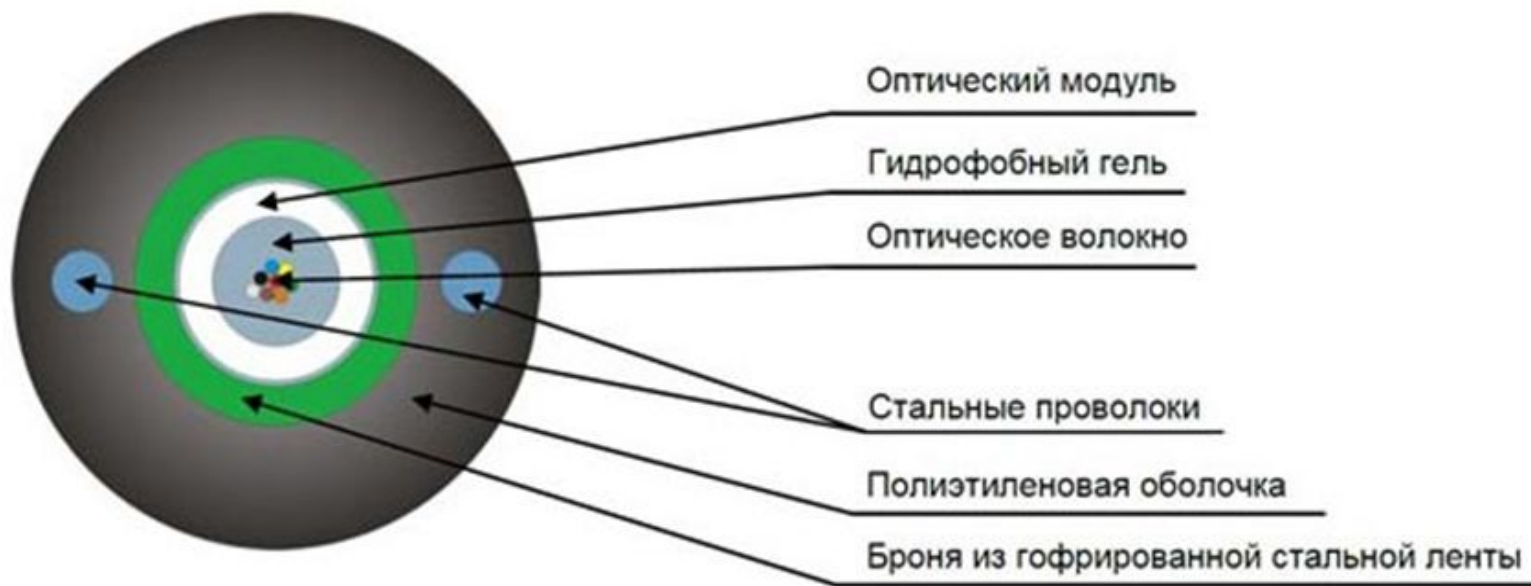 Оптический модуль
Гидрофобный гель
Оптическое волокно
Стальные проволоки
Полиэтиленовая оболочка
Броня из гофрированной стальной ленты